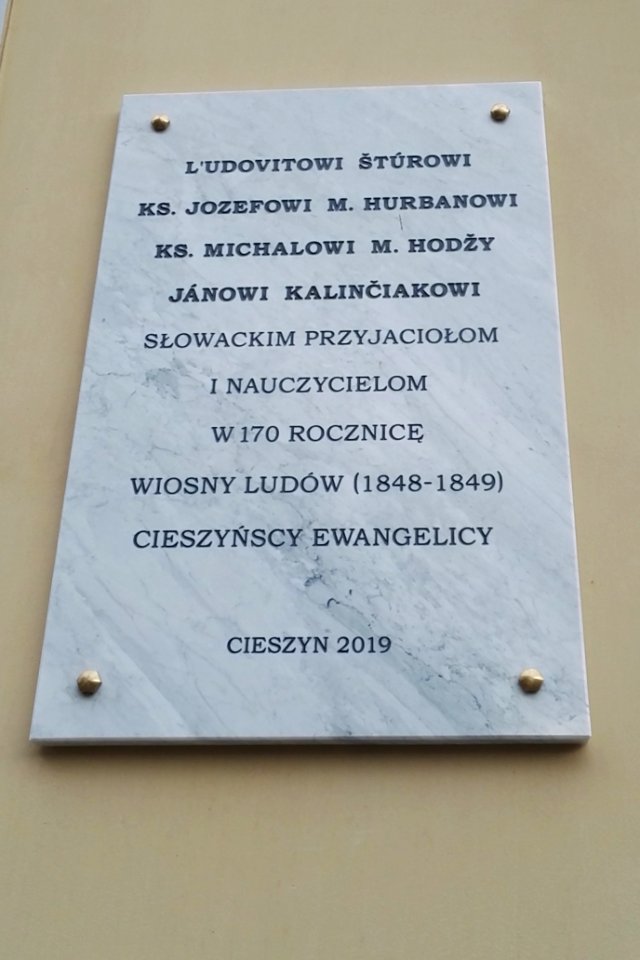 L'UDOVITOWI ŠTÚROWI
KS. JOZEFOWI M. HURBANOWI
KS. MICHALOWI M. HODŽY
JÁNOWI KALINČIAKOWI
SŁOWACKIM PRZYJACIOŁOM
I NAUCZYCIELOM
W 170 ROCZNICĘ
WIOSNY LUDÓW (1848-1849)
CIESZYŃSCY EWANGELICY
CIESZYN 2019